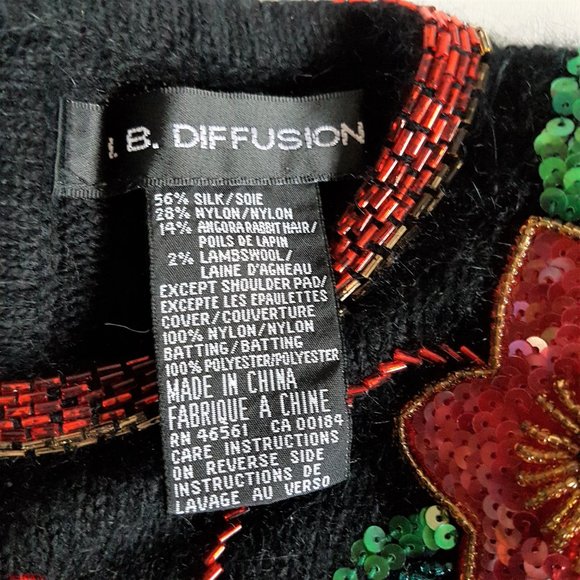 I. B. DIFFUSION
56% SILK/SOIE
28% NYLON/NYLON
14% ANGORA RABBIT HAIR/
POILS DE LAPIN
2% LAMBSWOOL/
LAINE D'AGNEAU
EXCEPT SHOULDER PAD/
EXCEPTE LES EPAULETTES
COVER/COUVERTURE
100% NYLON/NYLON
BATTING/BATTING
100% POLYESTER/POLYESTER
MADE IN CHINA
FABRIQUE A CHINE
RN 46561 CA 00184
CARE INSTRUCTIONS
ON REVERSE SIDE
INSTRUCTIONS DE
LAVAGE AU VERSO